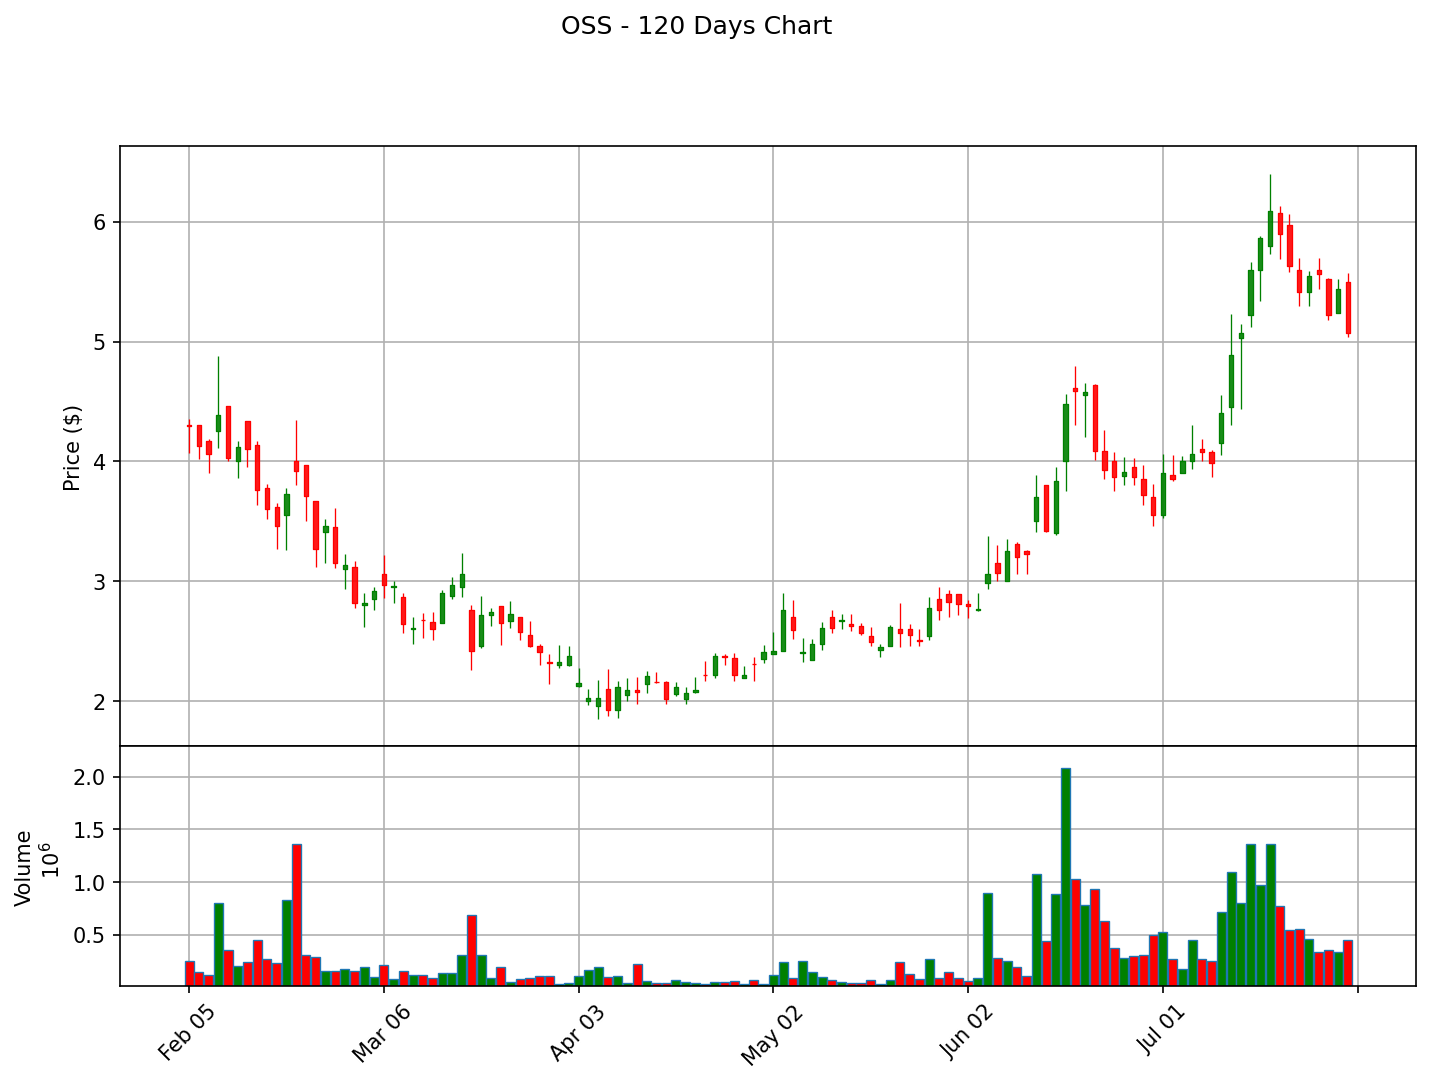 OSS - 120 Days Chart
Price ($)
6
5
4
3
2
Volume
10⁶
2.0
1.5
1.0
0.5
Feb 05
Mar 06
Apr 03
May 02
Jun 02
Jul 01